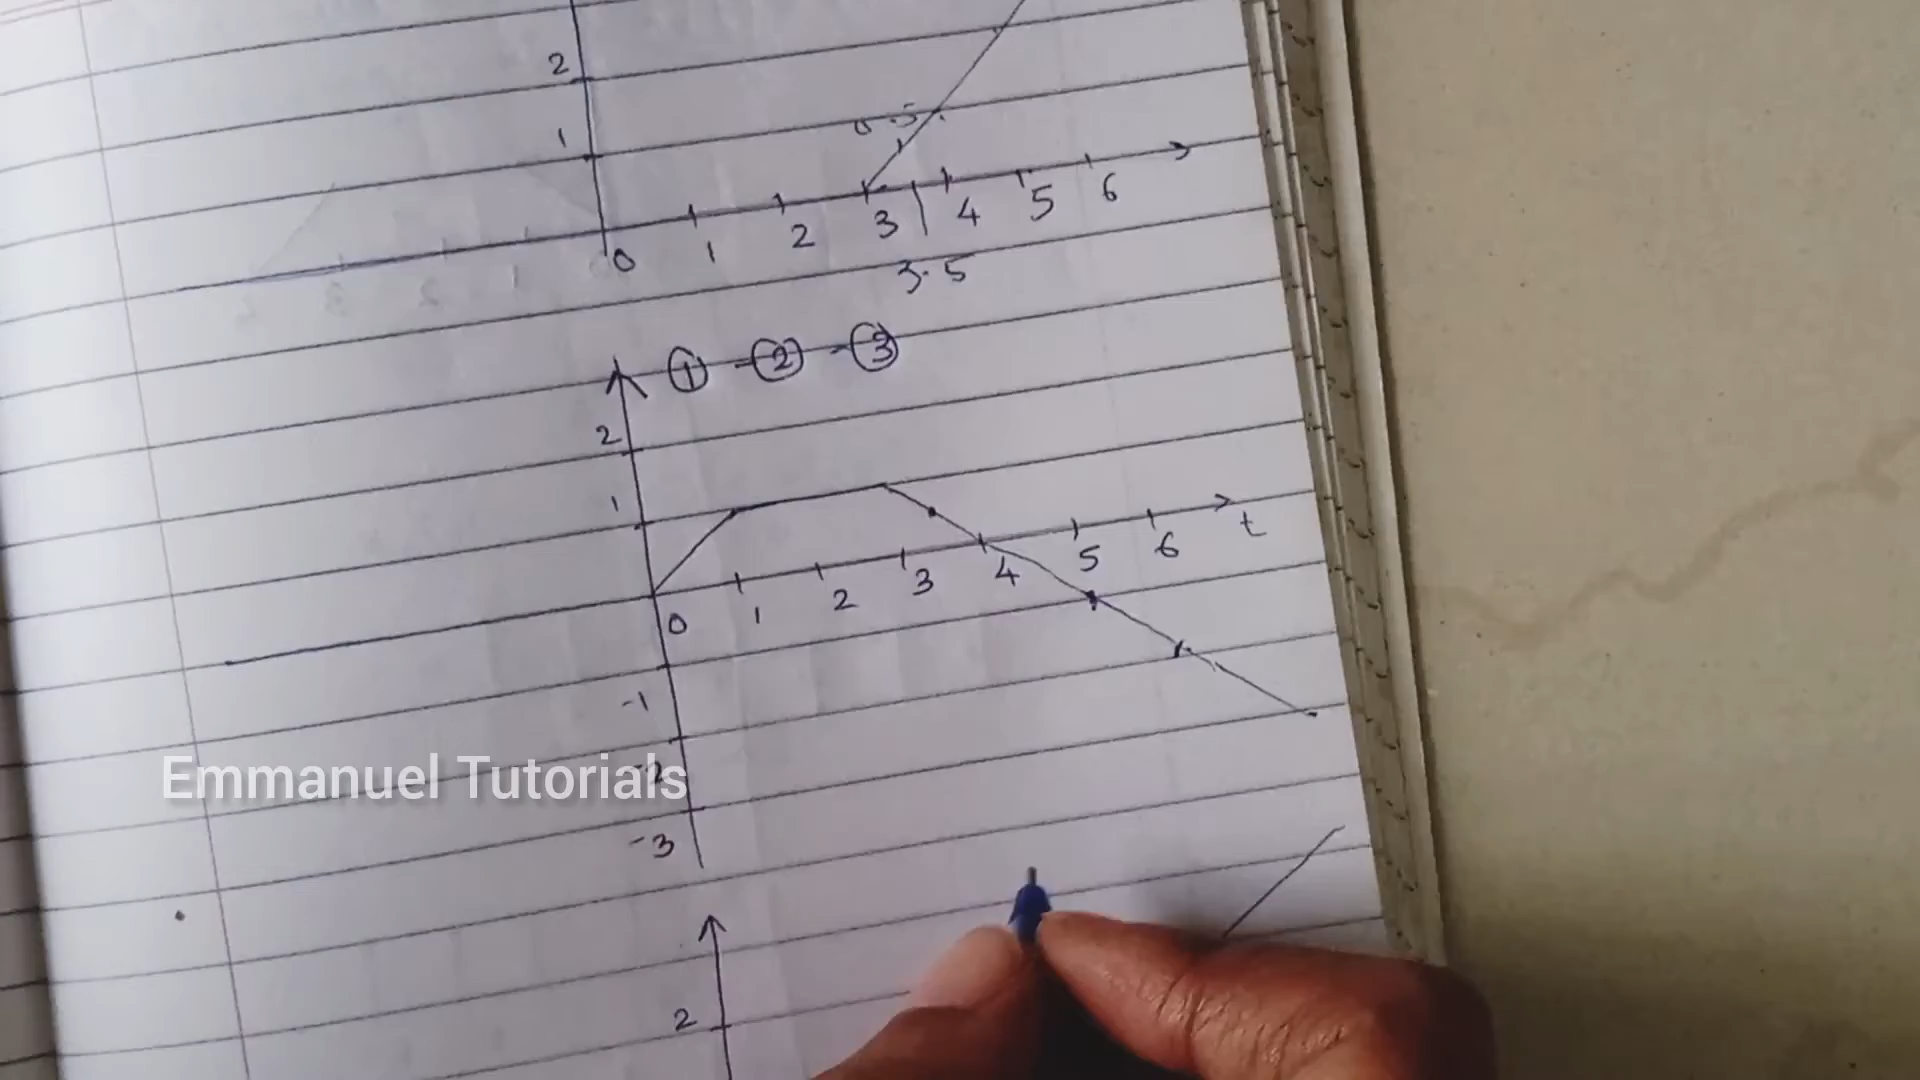 2
1
0.5
0 1 2 3 4 5 6
3.5
① - ② - ③
2
1
0 1 2 3 4 5 6 t
-1
-2
-3
Emmanuel Tutorials
2